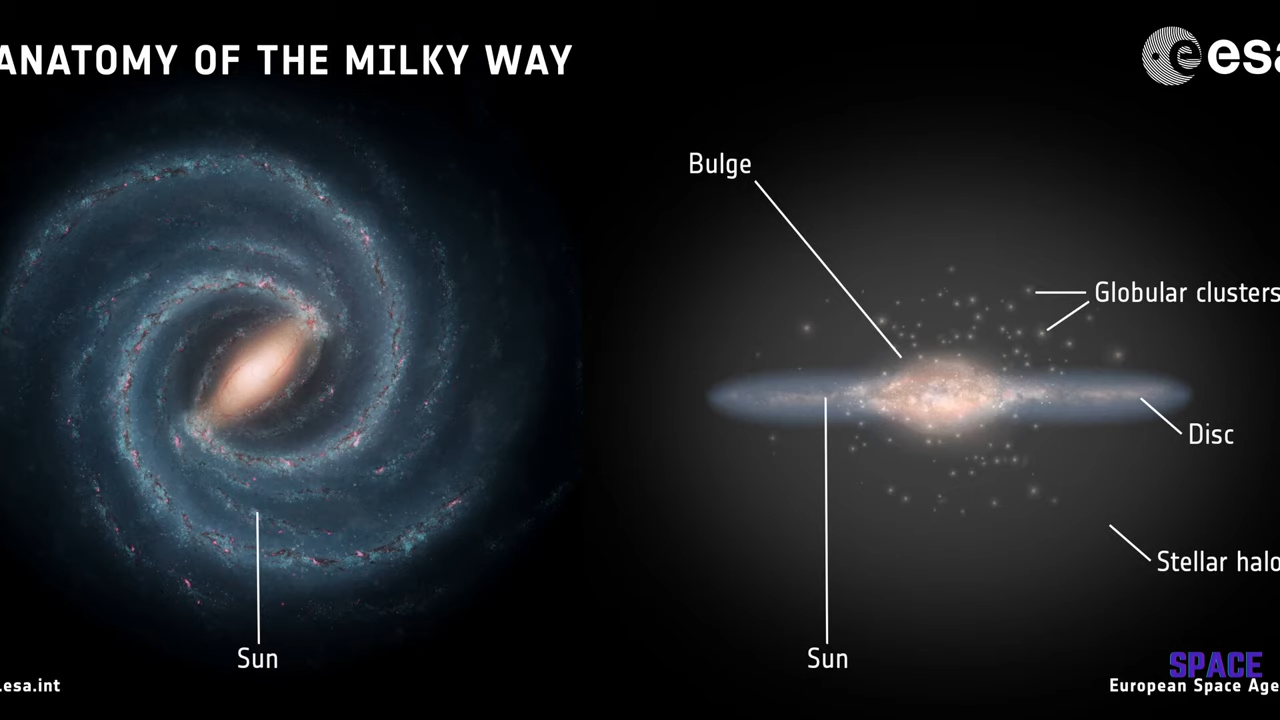 ANATOMY OF THE MILKY WAY
esa
Bulge
Globular clusters
Disc
Stellar halo
Sun
Sun
SPACE
.esa.int
European Space Age